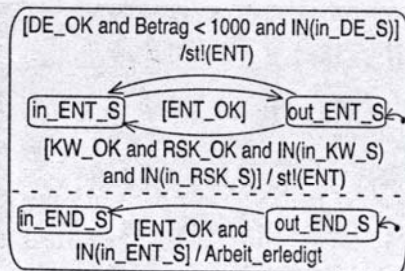 [DE_OK and Betrag < 1000 and IN(in_DE_S)]
/st!(ENT)
in_ENT_S
[ENT_OK]
out_ENT_S
[KW_OK and RSK_OK and IN(in_KW_S)
and IN(in_RSK_S)] / st!(ENT)
in_END_S
[ENT_OK and
out_END_S
IN(in_ENT_S] / Arbeit_erledigt